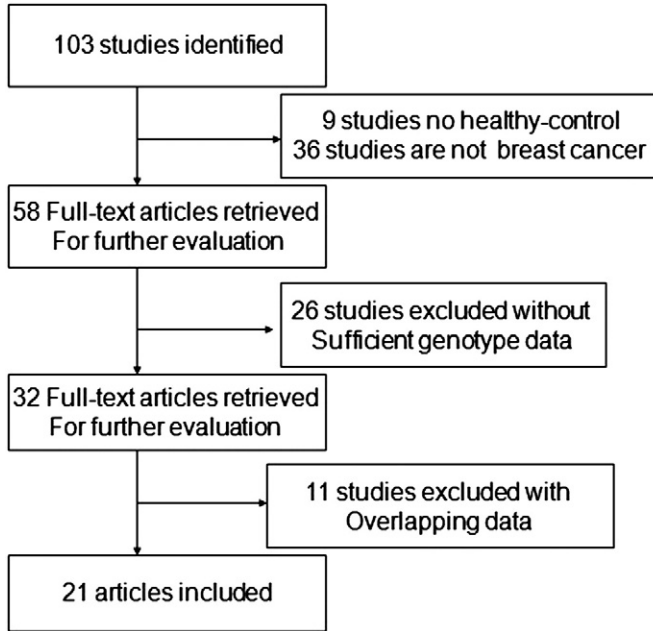 103 studies identified
9 studies no healthy-control
36 studies are not breast cancer
58 Full-text articles retrieved
For further evaluation
26 studies excluded without
Sufficient genotype data
32 Full-text articles retrieved
For further evaluation
11 studies excluded with
Overlapping data
21 articles included